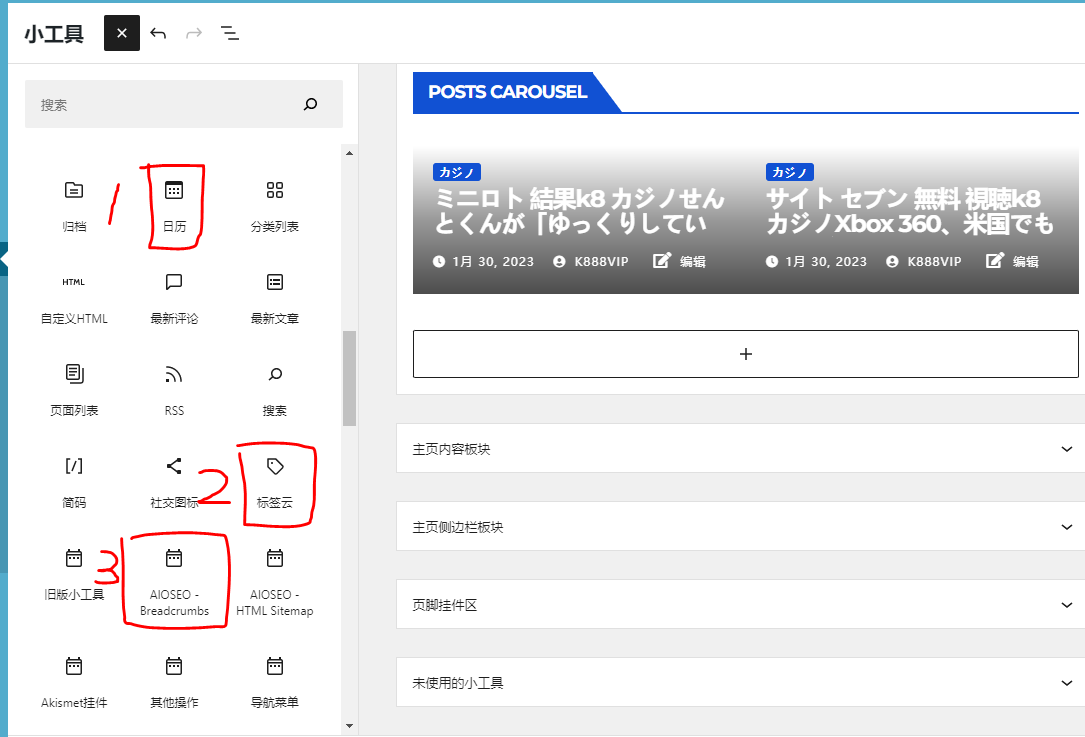 小工具
搜索
归档
日历
分类列表
HTML
自定义HTML
最新评论
最新文章
页面列表
RSS
搜索
[/]
简码
社交图标
标签云
旧版小工具
AIOSEO -
Breadcrumbs
AIOSEO -
HTML Sitemap
Akismet挂件
其他操作
导航菜单
1
2
3
POSTS CAROUSEL
カジノ
ミニロト 結果k8 カジノせん
とくんが「ゆっくりしてい
1月 30, 2023 K888VIP 编辑
カジノ
サイト セブン 無料 視聴k8
カジノXbox 360、米国でも
1月 30, 2023 K888VIP 编辑
主页内容板块
主页侧边栏板块
页脚挂件区
未使用的小工具